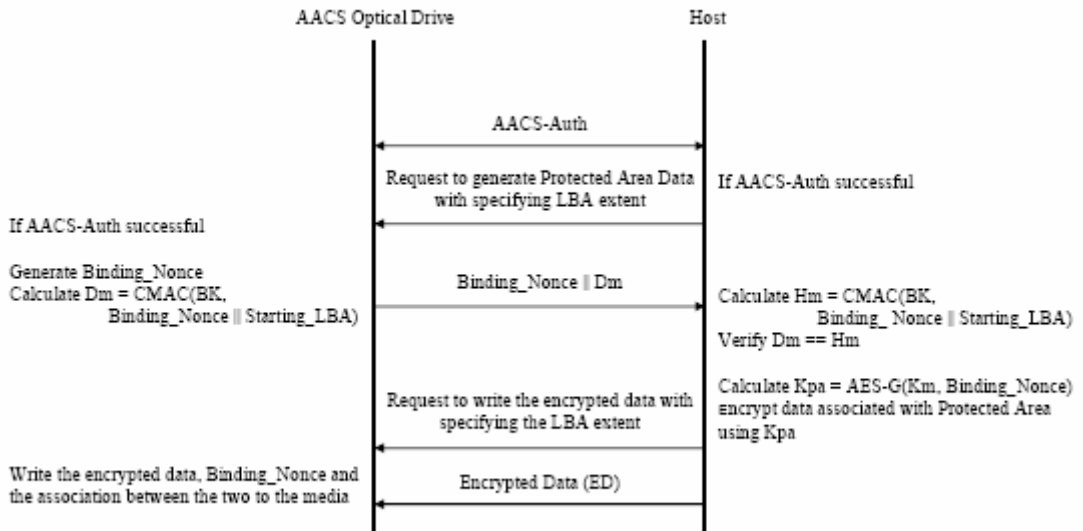 AACS Optical Drive
Host
AACS-Auth
Request to generate Protected Area Data
with specifying LBA extent
If AACS-Auth successful
If AACS-Auth successful
Generate Binding_Nonce
Calculate Dm = CMAC(BK,
Binding_Nonce || Starting_LBA)
Binding_Nonce || Dm
Calculate Hm = CMAC(BK,
Binding_ Nonce || Starting_LBA)
Verify Dm == Hm
Calculate Kpa = AES-G(Km, Binding_Nonce)
Encrypt data associated with Protected Area
using Kpa
Request to write the encrypted data with
specifying the LBA extent
Write the encrypted data, Binding_Nonce and
the association between the two to the media
Encrypted Data (ED)